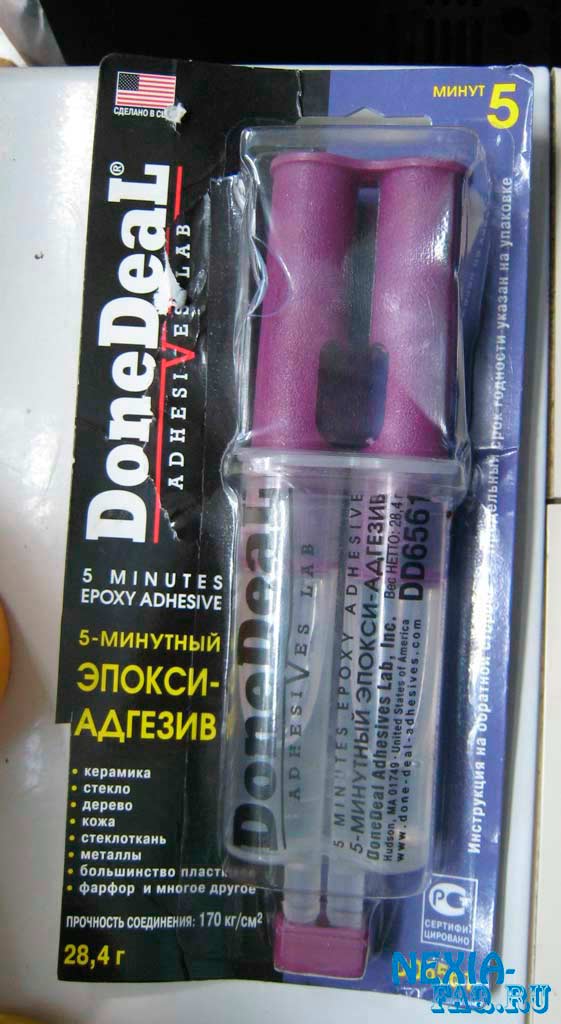 СДЕЛАНО В США
МИНУТ 5
DoneDeaL®
ADHESIVES LAB
5 MINUTES
EPOXY ADHESIVE
5-МИНУТНЫЙ
ЭПОКСИ-
АДГЕЗИВ
• керамика
• стекло
• дерево
• кожа
• стеклоткань
• металлы
• большинство
• фарфор и многое другое
ПРОЧНОСТЬ СОЕДИНЕНИЯ: 170 кг/см²
28,4 г
DoneDeaL
ADHESIVES LAB
5 MINUTES EPOXY ADHESIVE
5-МИНУТНЫЙ ЭПОКСИ-АДГЕЗИВ
DoneDeal Adhesives Lab, Inc. Вес НЕТТО: 28,4 г
Hudson, MA 01749 · United States of America
www.done-deal-adhesives.com DD6561
Инструкция на обратной срок годности указан на упаковке
РС
СЕРТИФИ
ЦИРОВАНО
NEXIA-
FAQ.RU